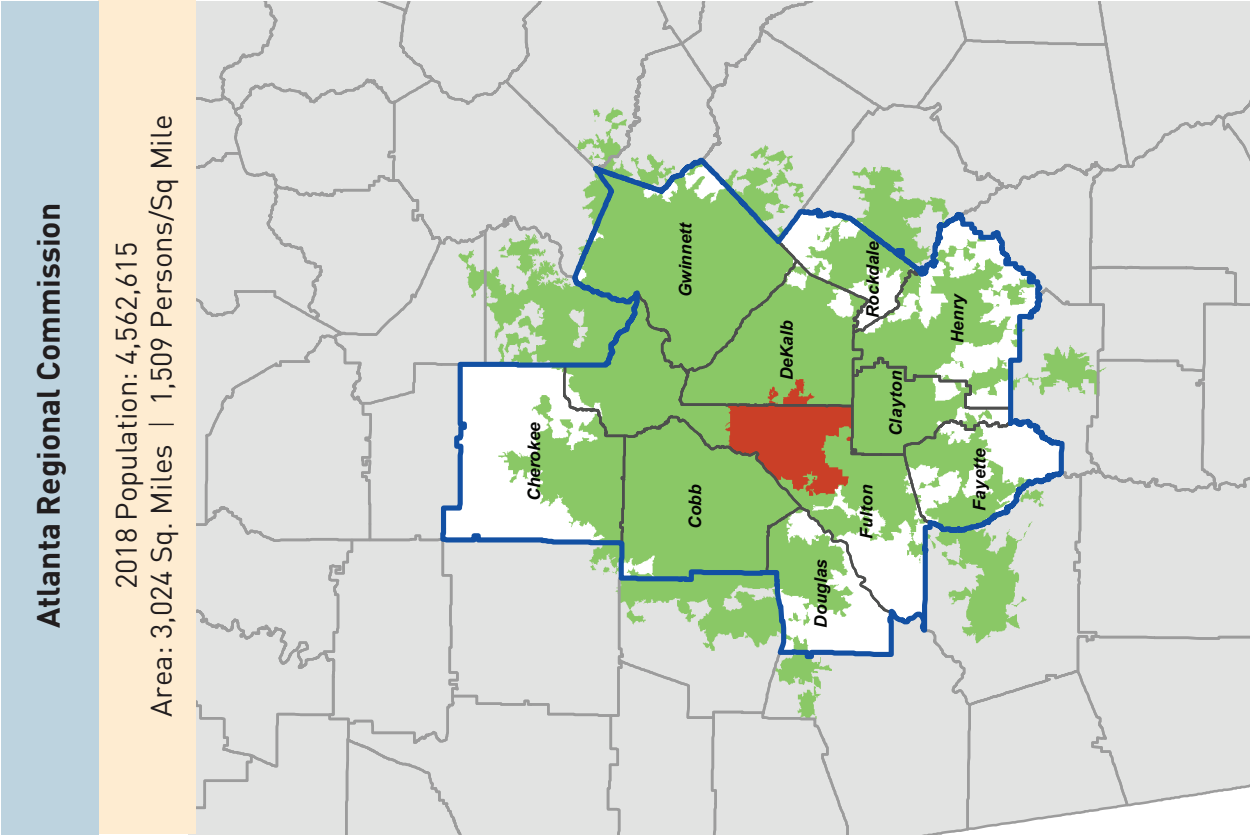 Atlanta Regional Commission
2018 Population: 4,562,615
Area: 3,024 Sq. Miles | 1,509 Persons/Sq Mile
Cherokee
Gwinnett
Cobb
DeKalb
Rockdale
Douglas
Fulton
Clayton
Henry
Fayette